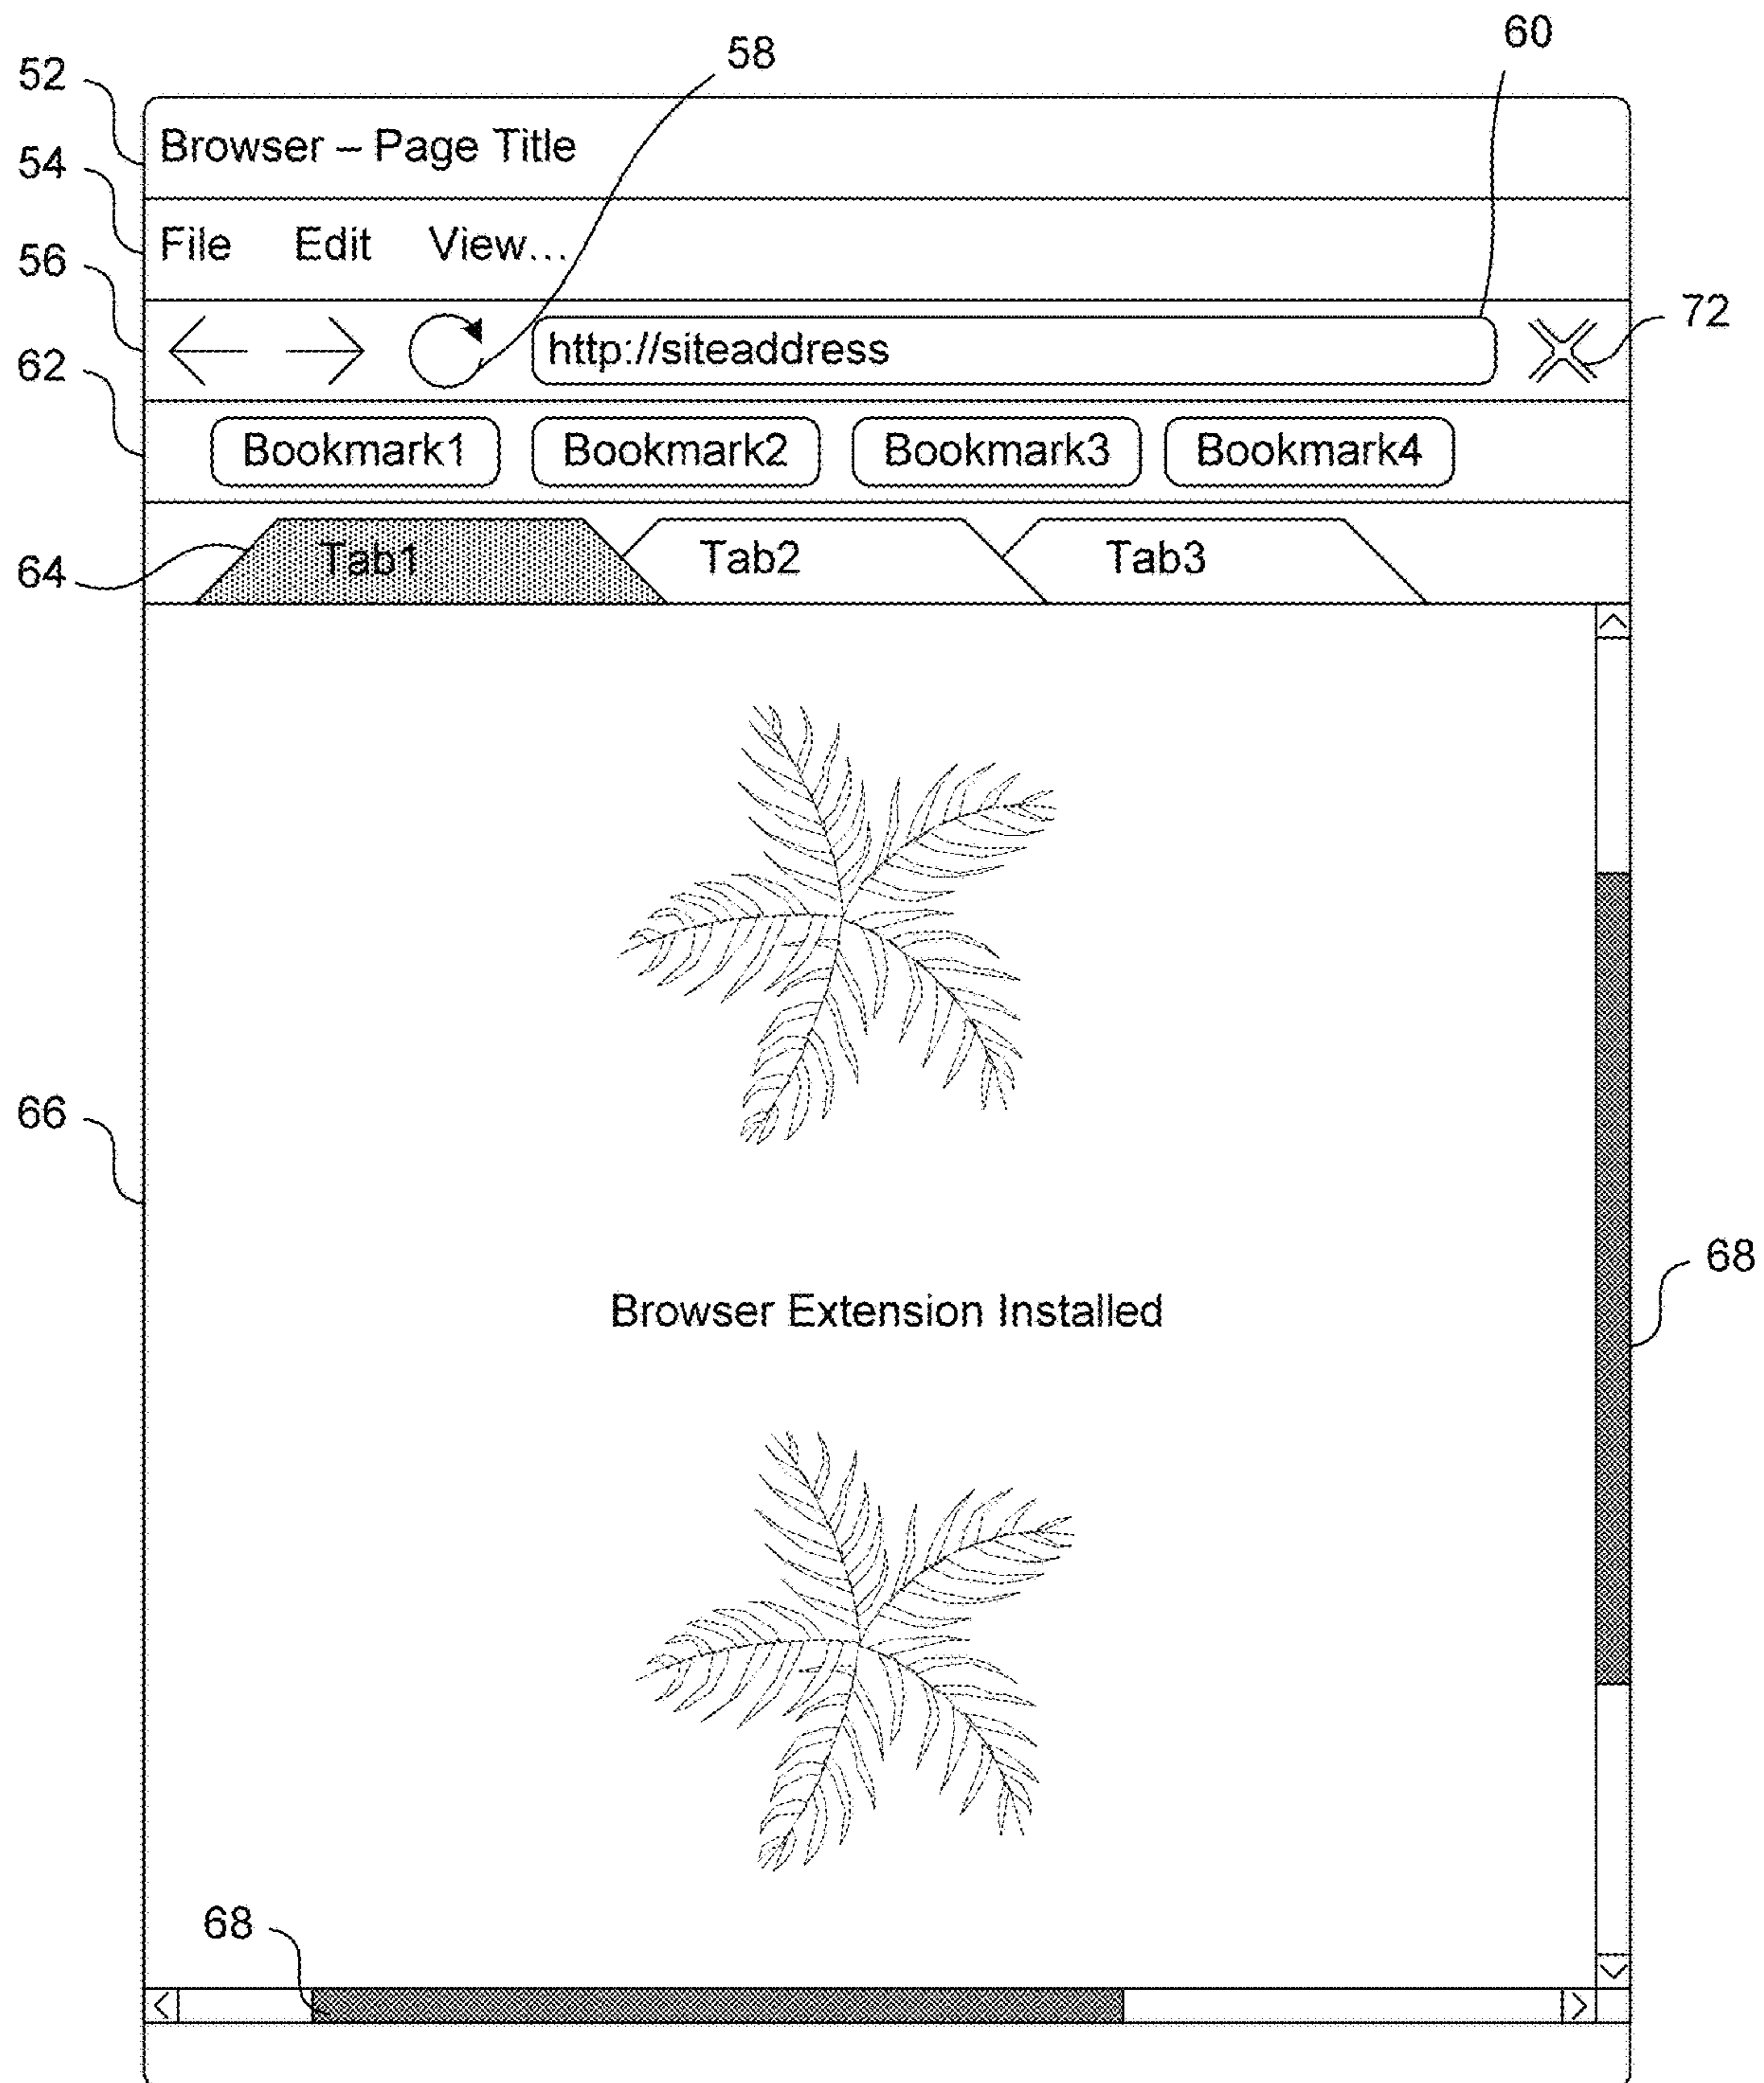 60
58
52
Browser – Page Title
54
File Edit View...
56
72
http://siteaddress
62
Bookmark1 Bookmark2 Bookmark3 Bookmark4
64
Tab1 Tab2 Tab3
66
68
Browser Extension Installed
68